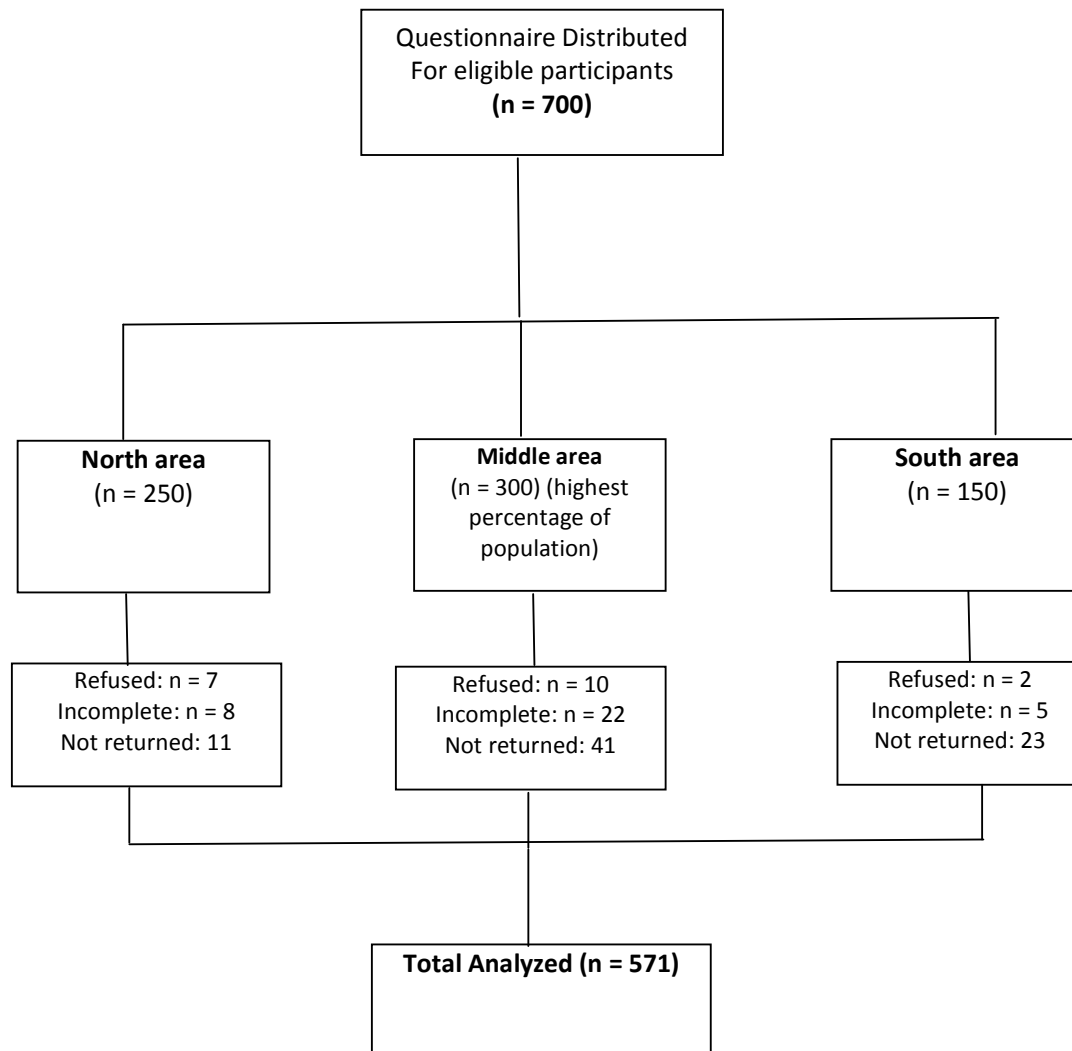 Questionnaire Distributed
For eligible participants
(n = 700)
North area
(n = 250)
Middle area
(n = 300) (highest
percentage of
population)
South area
(n = 150)
Refused: n = 7
Incomplete: n = 8
Not returned: 11
Refused: n = 10
Incomplete: n = 22
Not returned: 41
Refused: n = 2
Incomplete: n = 5
Not returned: 23
Total Analyzed (n = 571)